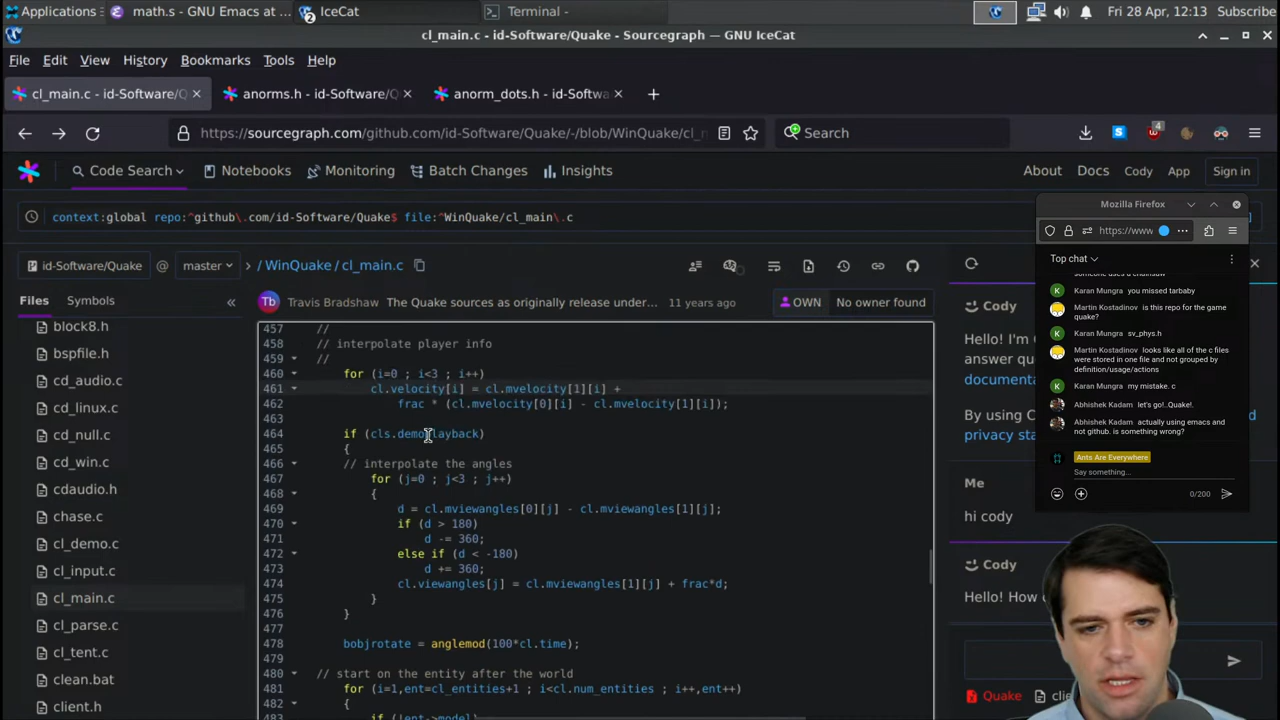 Applications
math.s - GNU Emacs at ...
IceCat
2
Terminal -
Fri 28 Apr, 12:13
Subscribe
cl_main.c - id-Software/Quake - Sourcegraph — GNU IceCat
File Edit View History Bookmarks Tools Help
cl_main.c - id-Software/Q
anorms.h - id-Software/Q
anorm_dots.h - id-Softwa
https://sourcegraph.com/github.com/id-Software/Quake/-/blob/WinQuake/cl_
Search
4
Code Search
Notebooks
Monitoring
Batch Changes
Insights
About
Docs
Cody
App
Sign in
context:global repo:^github\.com/id-Software/Quake$ file:^WinQuake/cl_main\.c
id-Software/Quake @ master
/ WinQuake / cl_main.c
Files
Symbols
block8.h
bspfile.h
cd_audio.c
cd_linux.c
cd_null.c
cd_win.c
cdaudio.h
chase.c
cl_demo.c
cl_input.c
cl_main.c
cl_parse.c
cl_tent.c
clean.bat
client.h
Tb Travis Bradshaw The Quake sources as originally release under... 11 years ago
OWN No owner found
457 //
458 // interpolate player info
459 //
460 for (i=0 ; i<3 ; i++)
461 cl.velocity[i] = cl.mvelocity[1][i] +
462 frac * (cl.mvelocity[0][i] - cl.mvelocity[1][i]);
463
464 if (cls.demoplayback)
465 {
466 // interpolate the angles
467 for (j=0 ; j<3 ; j++)
468 {
469 d = cl.mviewangles[0][j] - cl.mviewangles[1][j];
470 if (d > 180)
471 d -= 360;
472 else if (d < -180)
473 d += 360;
474 cl.viewangles[j] = cl.mviewangles[1][j] + frac*d;
475 }
476 }
477
478 bobjrotate = anglemod(100*cl.time);
479
480 // start on the entity after the world
481 for (i=1,ent=cl_entities+1 ; i<cl.num_entities ; i++,ent++)
482 {
483 if (!ent->model)
Cody
Hello! I'm
answer qu
documenta
By using C
privacy sta
Me
hi cody
Cody
Hello! How
Quake
clie
Mozilla Firefox
https://www
Top chat
someone uses a chainsaw
K Karan Mungra you missed tarbaby
Martin Kostadinov is this repo for the game
quake?
K Karan Mungra sv_phys.h
Martin Kostadinov looks like all of the c files
were stored in one file and not grouped by
definition/usage/actions
K Karan Mungra my mistake. c
Abhishek Kadam let's go!..Quake!.
Abhishek Kadam actually using emacs and
not github. is something wrong?
Ants Are Everywhere
Say something...
0/200